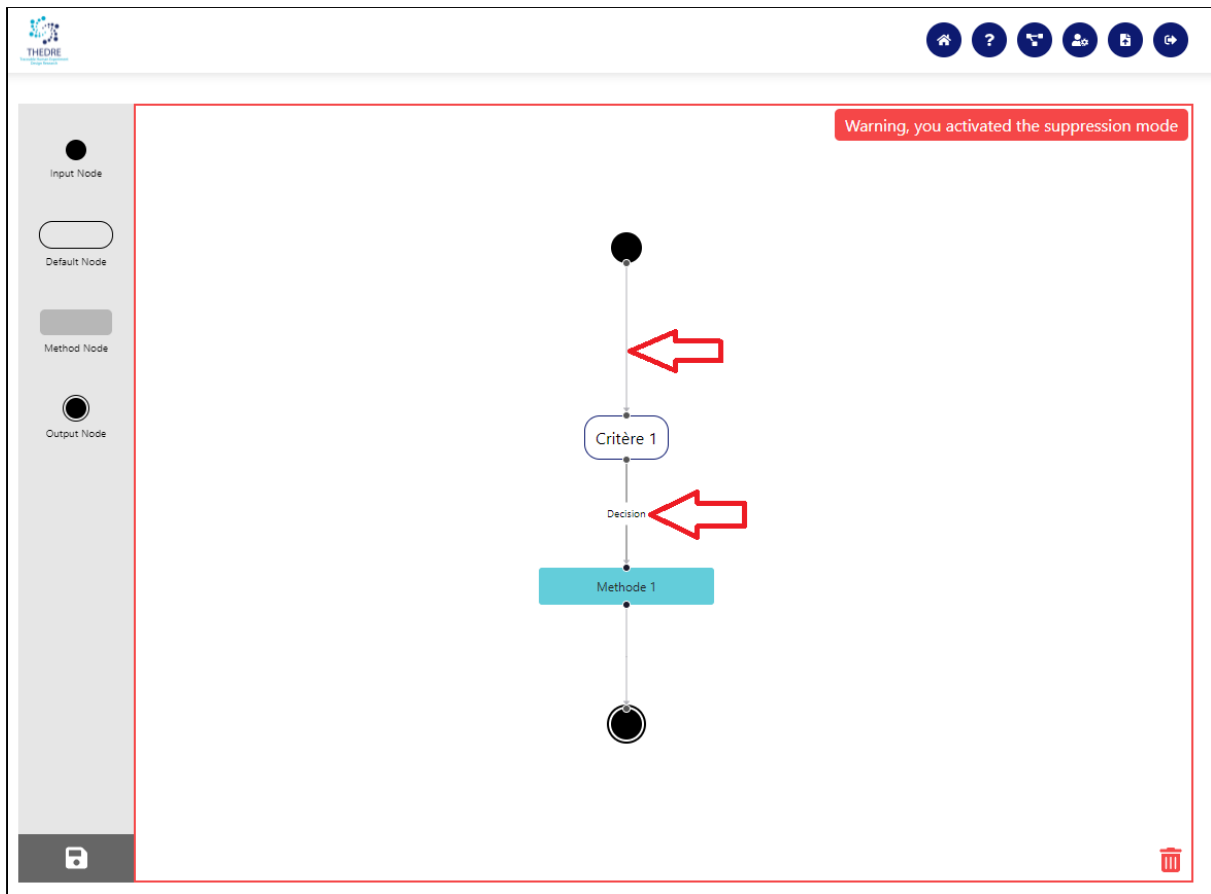 THEDRE
?
Warning, you activated the suppression mode
Input Node
Default Node
Method Node
Output Node
Critère 1
Decision
Methode 1